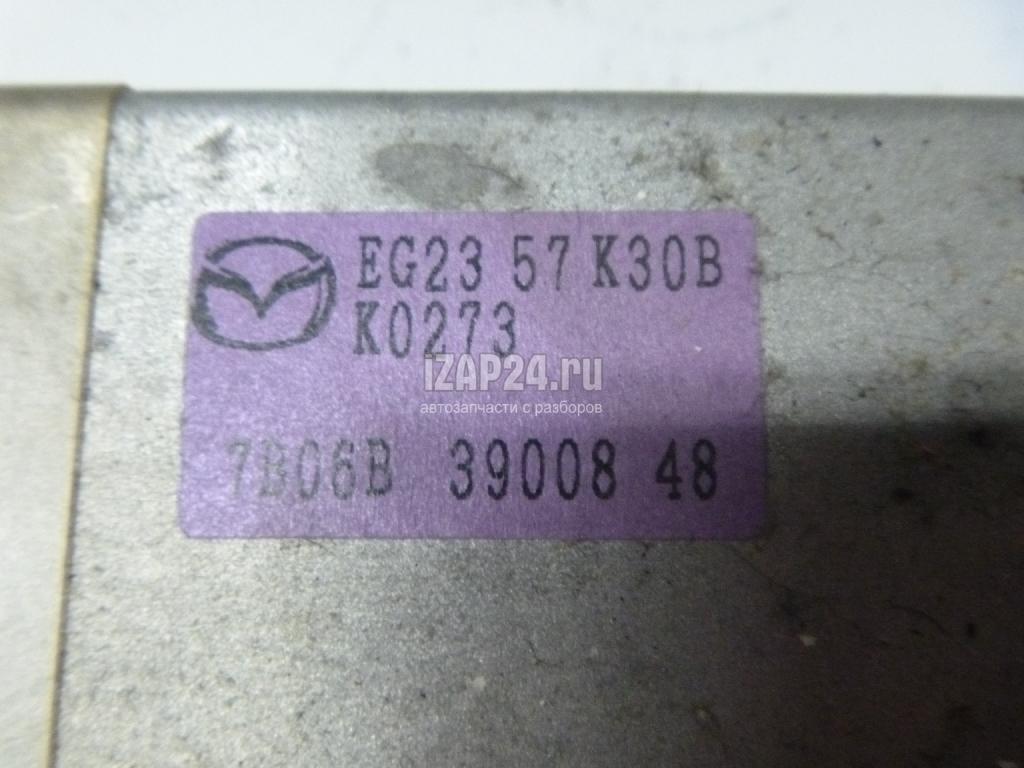 EG23 57 K30B
K0273
iZAP24.ru
автозапчасти с разборов
7B06B 39008 48